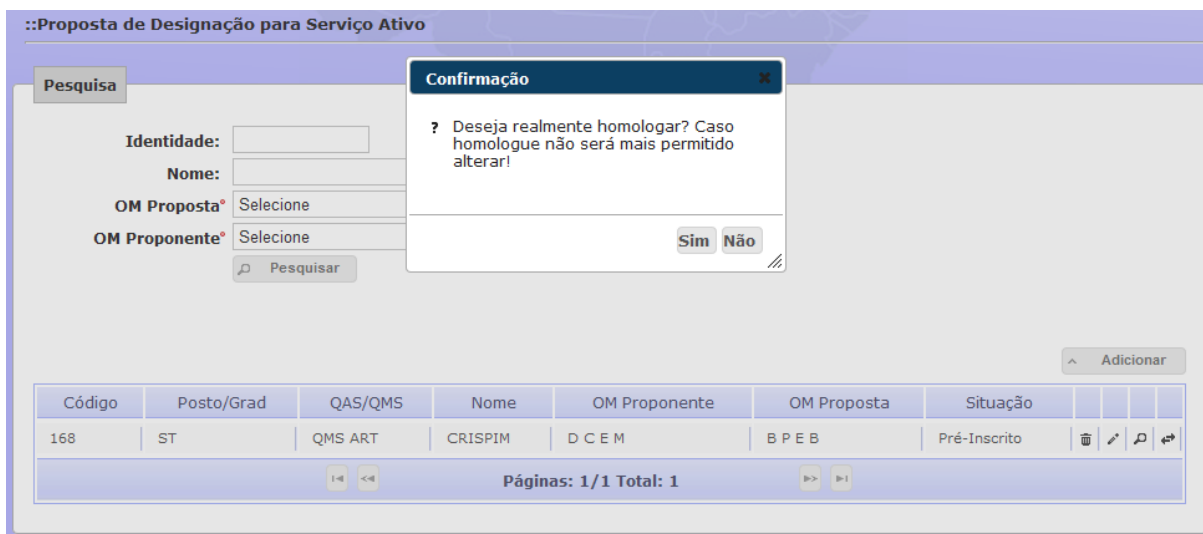 ::Proposta de Designação para Serviço Ativo
Pesquisa
Confirmação
? Deseja realmente homologar? Caso
homologue não será mais permitido
alterar!
Sim Não
Identidade:
Nome:
OM Proposta* Selecione
OM Proponente* Selecione
Pesquisar
Adicionar
Código Posto/Grad QAS/QMS Nome OM Proponente OM Proposta Situação
168 ST QMS ART CRISPIM D C E M B P E B Pré-Inscrito
Páginas: 1/1 Total: 1